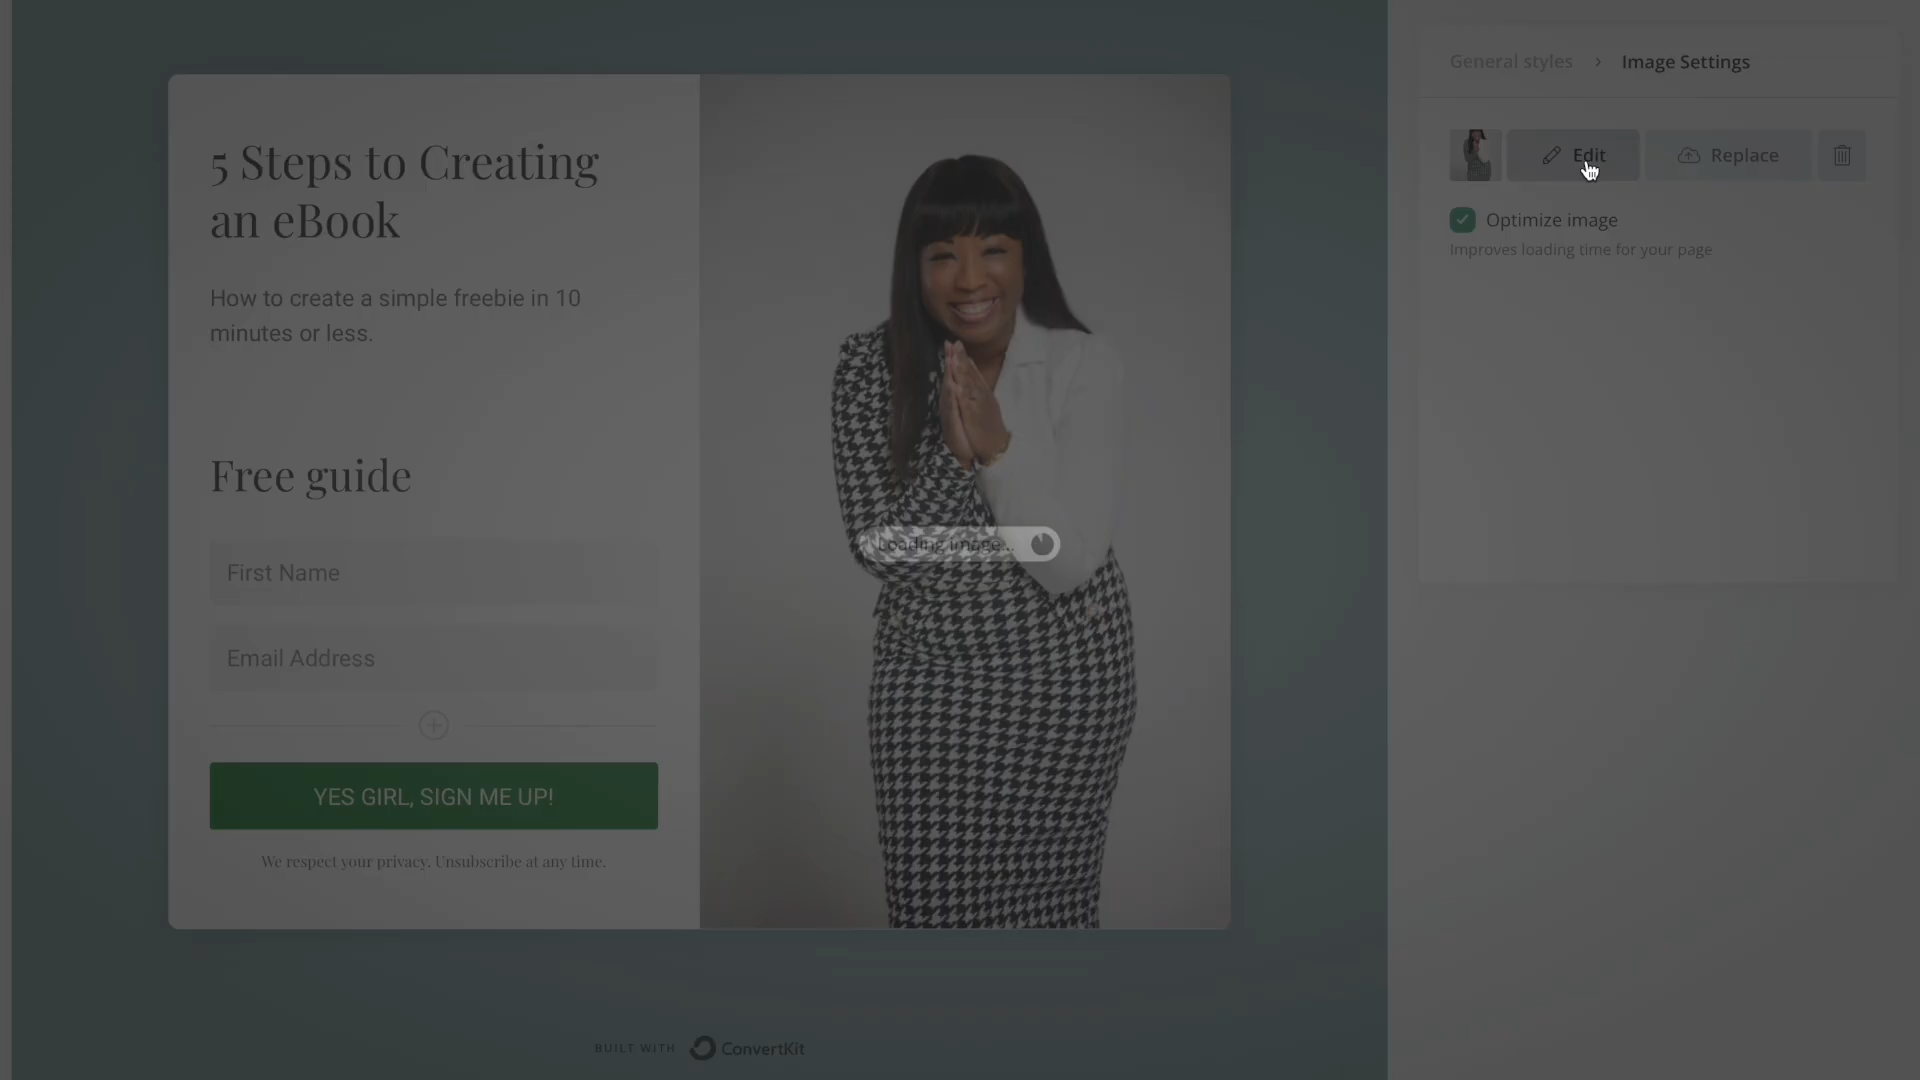 General styles > Image Settings
Edit
Replace
Optimize image
Improves loading time for your page
5 Steps to Creating
an eBook
How to create a simple freebie in 10
minutes or less.
Free guide
First Name
Email Address
YES GIRL, SIGN ME UP!
We respect your privacy. Unsubscribe at any time.
Loading image...
BUILT WITH ConvertKit